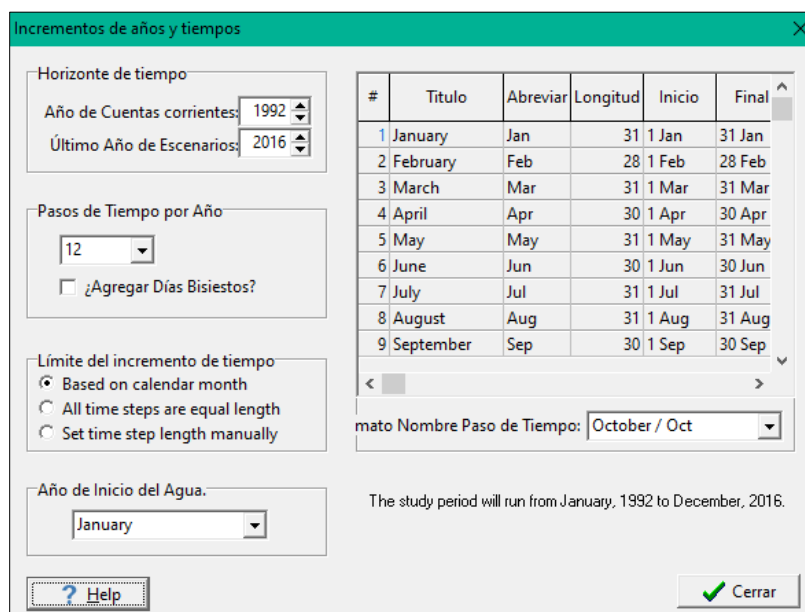 Incrementos de años y tiempos
Horizonte de tiempo
Año de Cuentas corrientes: 1992
Último Año de Escenarios: 2016
Pasos de Tiempo por Año
12
¿Agregar Días Bisiestos?
Límite del incremento de tiempo
Based on calendar month
All time steps are equal length
Set time step length manually
Año de Inicio del Agua.
January
? Help
# Titulo Abreviar Longitud Inicio Final
1 January Jan 31 1 Jan 31 Jan
2 February Feb 28 1 Feb 28 Feb
3 March Mar 31 1 Mar 31 Mar
4 April Apr 30 1 Apr 30 Apr
5 May May 31 1 May 31 May
6 June Jun 30 1 Jun 30 Jun
7 July Jul 31 1 Jul 31 Jul
8 August Aug 31 1 Aug 31 Aug
9 September Sep 30 1 Sep 30 Sep
mato Nombre Paso de Tiempo: October / Oct
The study period will run from January, 1992 to December, 2016.
Cerrar